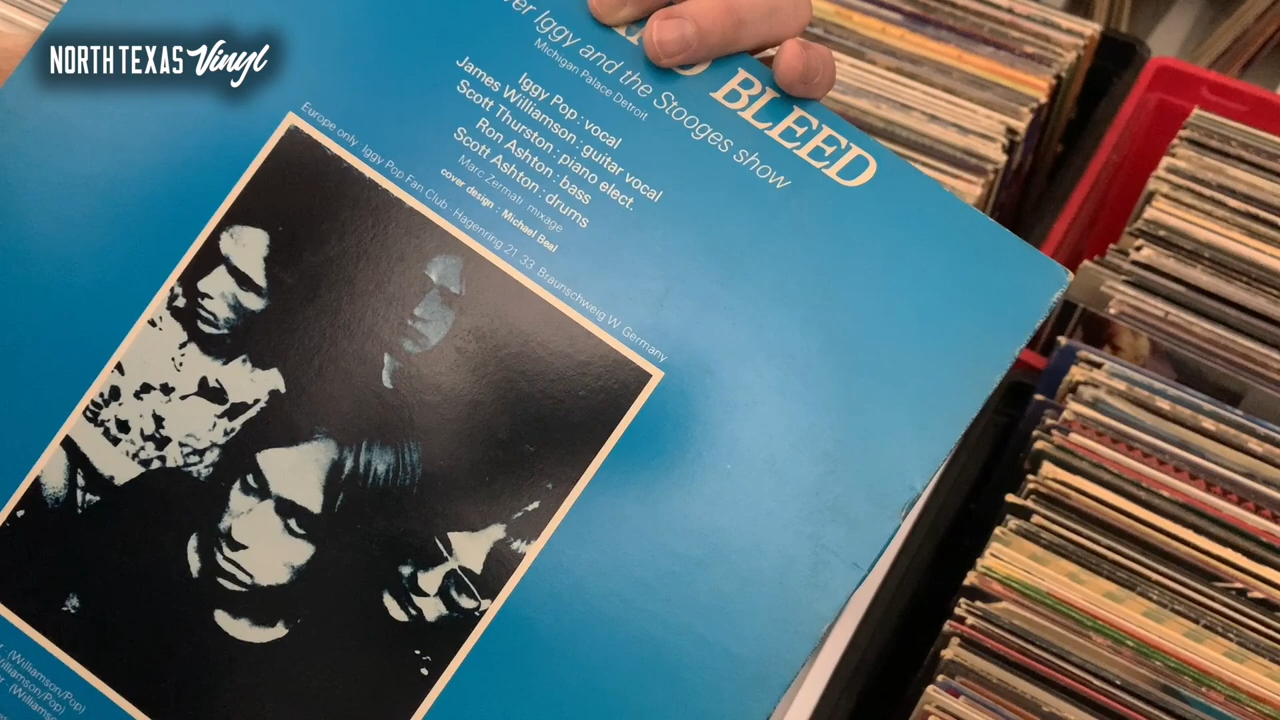 NORTH TEXAS Vinyl
BLEED
Iggy and the Stooges show
Michigan Palace Detroit
Iggy Pop : vocal
James Williamson : guitar vocal
Scott Thurston : piano elect.
Ron Ashton : bass
Scott Ashton : drums
Marc Zermati mixage
cover design : Michael Beal
Europe only Iggy Pop Fan Club . Hagenring 21 33 Braunschweig W Germany
(Williamson/Pop)
(Williamson/Pop)
(Williamson